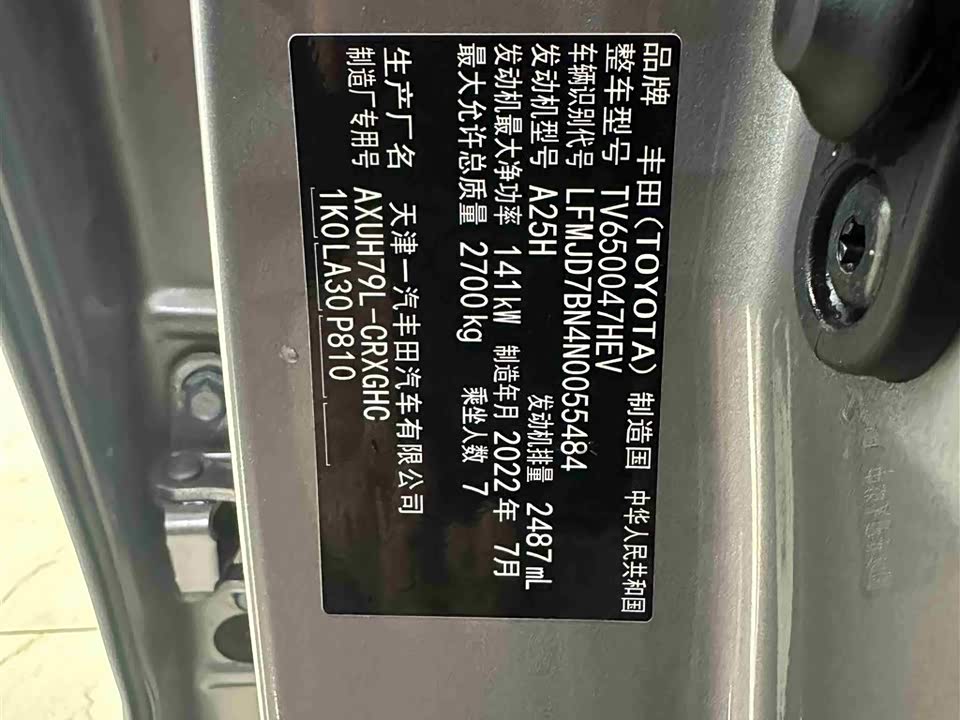 品牌 丰田(TOYOTA) 制造国 中华人民共和国
整车型号 TV650047HEV
车辆识别代号 LFMJD7BN4N0055484
发动机型号 A25H 发动机排量 2487mL
发动机最大净功率 141kW 制造年月 2022年 7月
最大允许总质量 2700kg 乘坐人数 7
生产厂名 天津一汽丰田汽车有限公司
制造厂专用号 AXUH79L-CRXGHC
1K0LA30P810